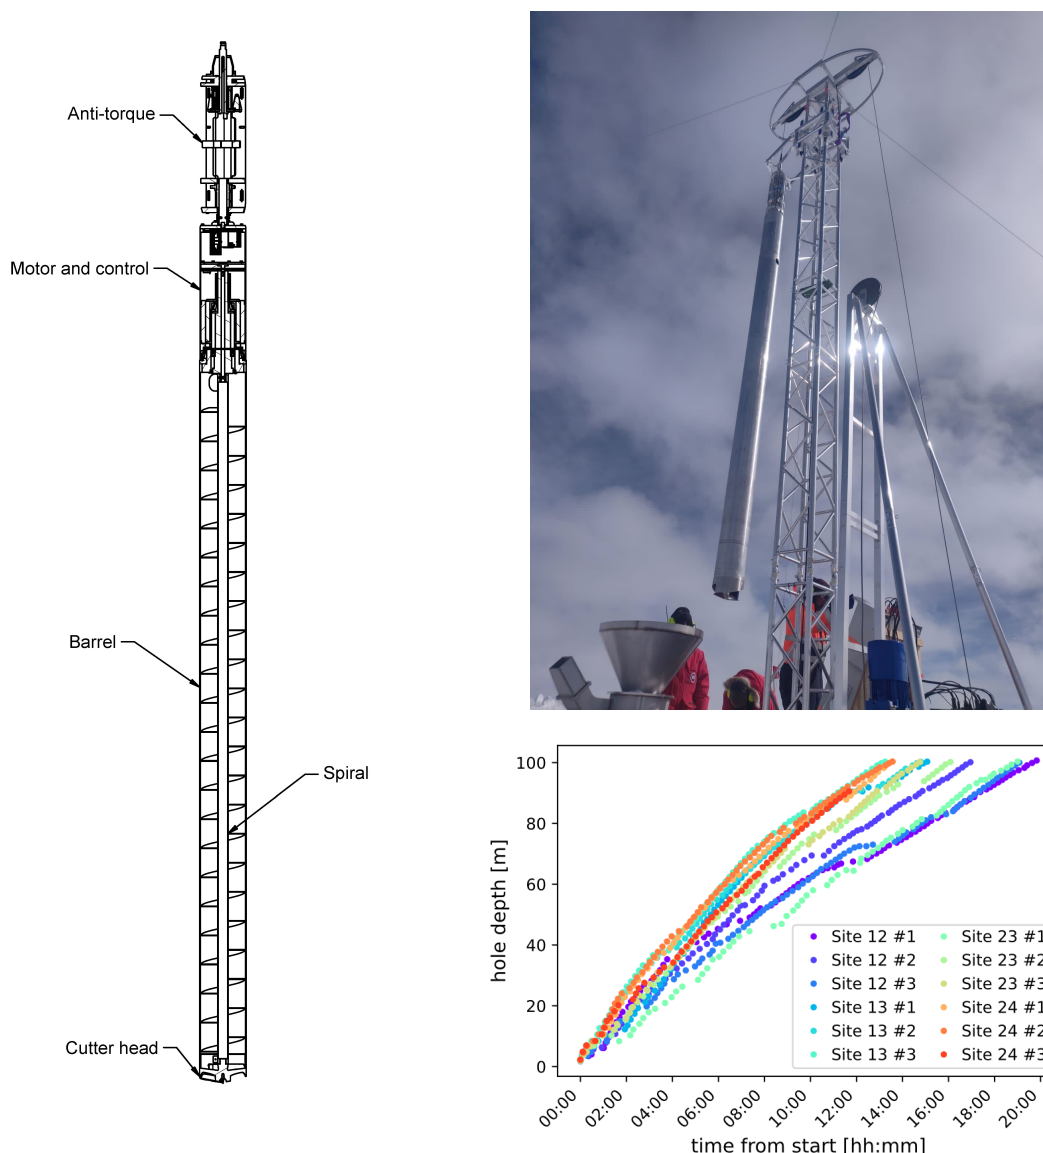 Anti-torque
Motor and control
Barrel
Spiral
Cutter head
hole depth [m]
100
80
60
40
20
0
Site 12 #1
Site 12 #2
Site 12 #3
Site 13 #1
Site 13 #2
Site 13 #3
Site 23 #1
Site 23 #2
Site 23 #3
Site 24 #1
Site 24 #2
Site 24 #3
00:00
02:00
04:00
06:00
08:00
10:00
12:00
14:00
16:00
18:00
20:00
time from start [hh:mm]